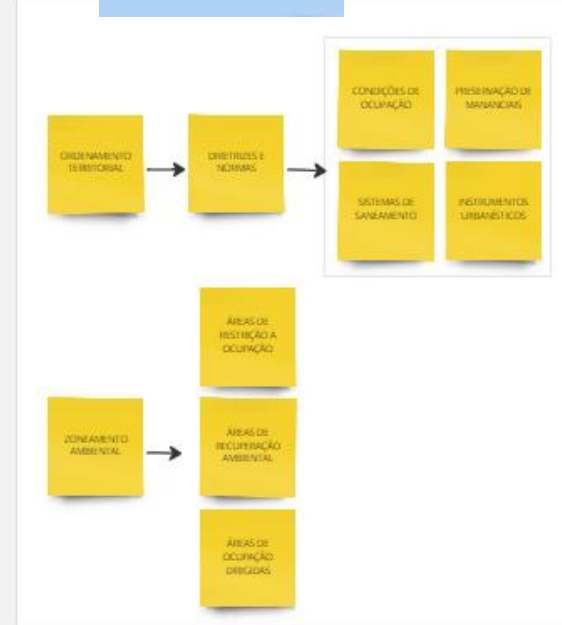 CONDIÇÕES DE
OCUPAÇÃO
PRESERVAÇÃO DE
MANANCIAIS
ORDENAMENTO
TERRITORIAL
DIRETRIZES E
NORMAS
SISTEMAS DE
SANEAMENTO
INSTRUMENTOS
URBANÍSTICOS
ÁREAS DE
RESTRIÇÃO A
OCUPAÇÃO
ZONEAMENTO
AMBIENTAL
ÁREAS DE
RECUPERAÇÃO
AMBIENTAL
ÁREAS DE
OCUPAÇÃO
DIRIGIDAS